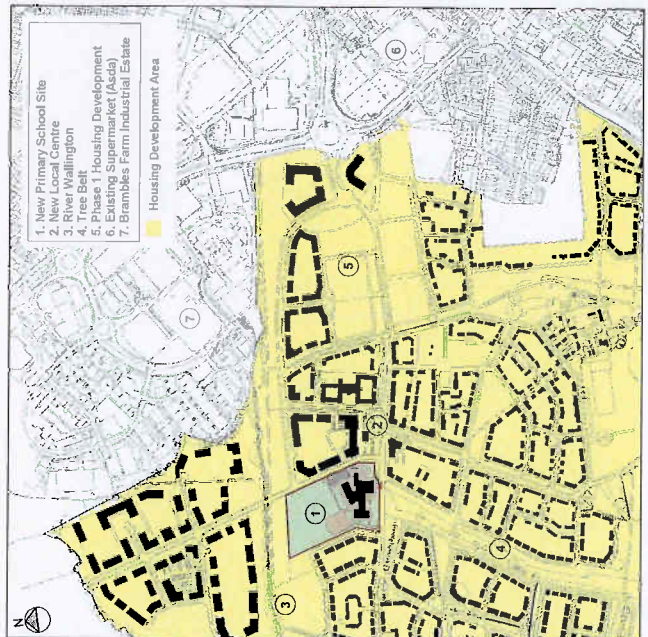 N
1. New Primary School Site
2. New Local Centre
3. River Wallington
4. Tree Belt
5. Phase 1 Housing Development
6. Existing Supermarket (Asda)
7. Brambles Farm Industrial Estate
Housing Development Area
6
7
5
2
1
4
3